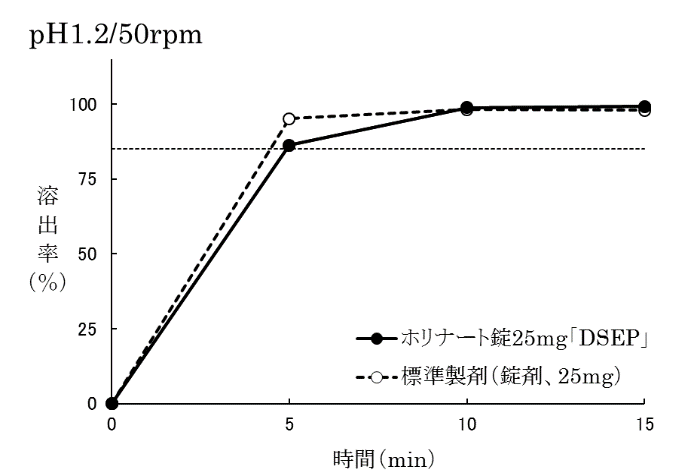 pH1.2/50rpm
100
75
50
25
0
溶出率(%)
0 5 10 15
時間(min)
ホリナート錠25mg「DSEP」
標準製剤(錠剤、25mg)